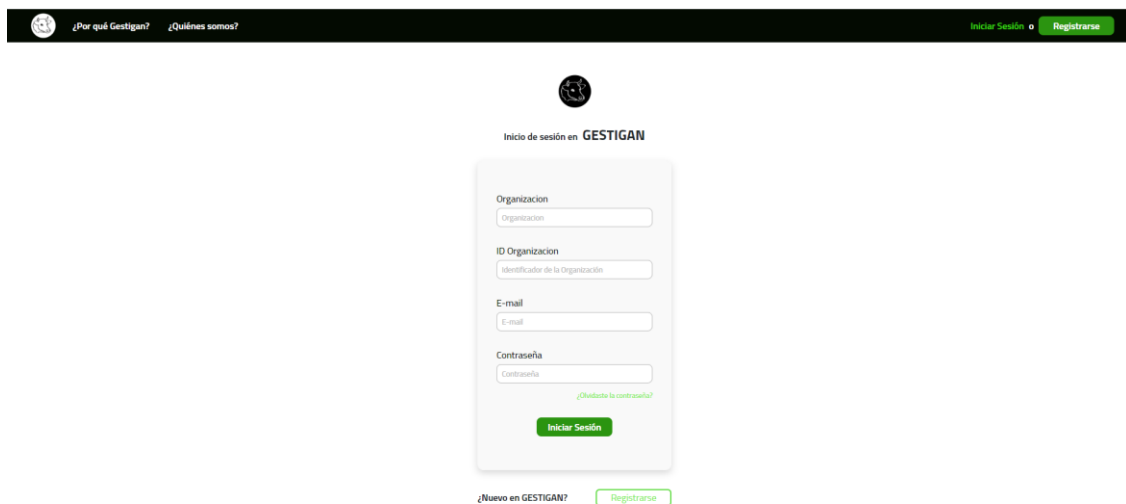 ¿Por qué Gestigan? ¿Quiénes somos? Iniciar Sesión o Registrarse
Inicio de sesión en GESTIGAN
Organizacion
Organizacion
ID Organizacion
Identificador de la Organización
E-mail
E-mail
Contraseña
Contraseña
¿Olvidaste la contraseña?
Iniciar Sesión
¿Nuevo en GESTIGAN? Registrarse